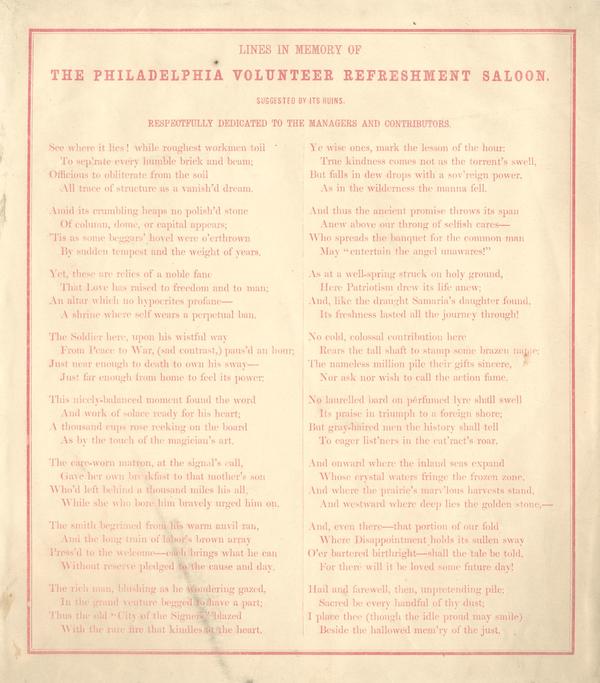 LINES IN MEMORY OF
THE PHILADELPHIA VOLUNTEER REFRESHMENT SALOON.
SUGGESTED BY ITS RUINS.
RESPECTFULLY DEDICATED TO THE MANAGERS AND CONTRIBUTORS.
See where it lies! while roughest workmen toil
To sep'rate every humble brick and beam;
Officious to obliterate from the soil
All trace of structure as a vanish'd dream.
Amid its crumbling heaps no polish'd stone
Of column, dome, or capital appears;
'Tis as some beggars' hovel were o'erthrown
By sudden tempest and the weight of years.
Yet, these are relics of a noble fane
That Love has raised to freedom and to man;
An altar which no hypocrites profane—
A shrine where self wears a perpetual ban.
The Soldier here, upon his wistful way
From Peace to War, (sad contrast,) paus'd an hour;
Just near enough to death to own his sway—
Just far enough from home to feel its power;
This nicely-balanced moment found the word
And work of solace ready for his heart;
A thousand cups rose reeking on the board
As by the touch of the magician's art.
The care-worn matron, at the signal's call,
Gave her own breakfast to that mother's son
Who'd left behind a thousand miles his all,
While she who bore him bravely urged him on.
The smith begrimed from his warm anvil ran,
And the long train of labor's brown array
Press'd to the welcome—each brings what he can
Without reserve pledged to the cause and day.
The rich man, blushing as he wondering gazed,
In the grand venture begged to have a part;
Thus the old "City of the Signers" blazed
With the rare fire that kindles to the heart.
Ye wise ones, mark the lesson of the hour:
True kindness comes not as the torrent's swell,
But falls in dew drops with a sov'reign power,
As in the wilderness the manna fell.
And thus the ancient promise throws its span
Anew above our throng of selfish cares—
Who spreads the banquet for the common man
May "entertain the angel unawares!"
As at a well-spring struck on holy ground,
Here Patriotism drew its life anew;
And, like the draught Samaria's daughter found,
Its freshness lasted all the journey through!
No cold, colossal contribution here
Rears the tall shaft to stamp some brazen name;
The nameless million pile their gifts sincere,
Nor ask nor wish to call the action fame.
No laurelled bard on perfumed lyre shall swell
Its praise in triumph to a foreign shore;
But gray-haired men the history shall tell
To eager list'ners in the cat'ract's roar.
And onward where the inland seas expand
Whose crystal waters fringe the frozen zone,
And where the prairie's marv'lous harvests stand,
And westward where deep lies the golden stone,—
And, even there—that portion of our fold
Where Disappointment holds its sullen sway
O'er bartered birthright—shall the tale be told,
For there will it be loved some future day!
Hail and farewell, then, unpretending pile;
Sacred be every handful of thy dust;
I place thee (though the idle proud may smile)
Beside the hallowed mem'ry of the just.